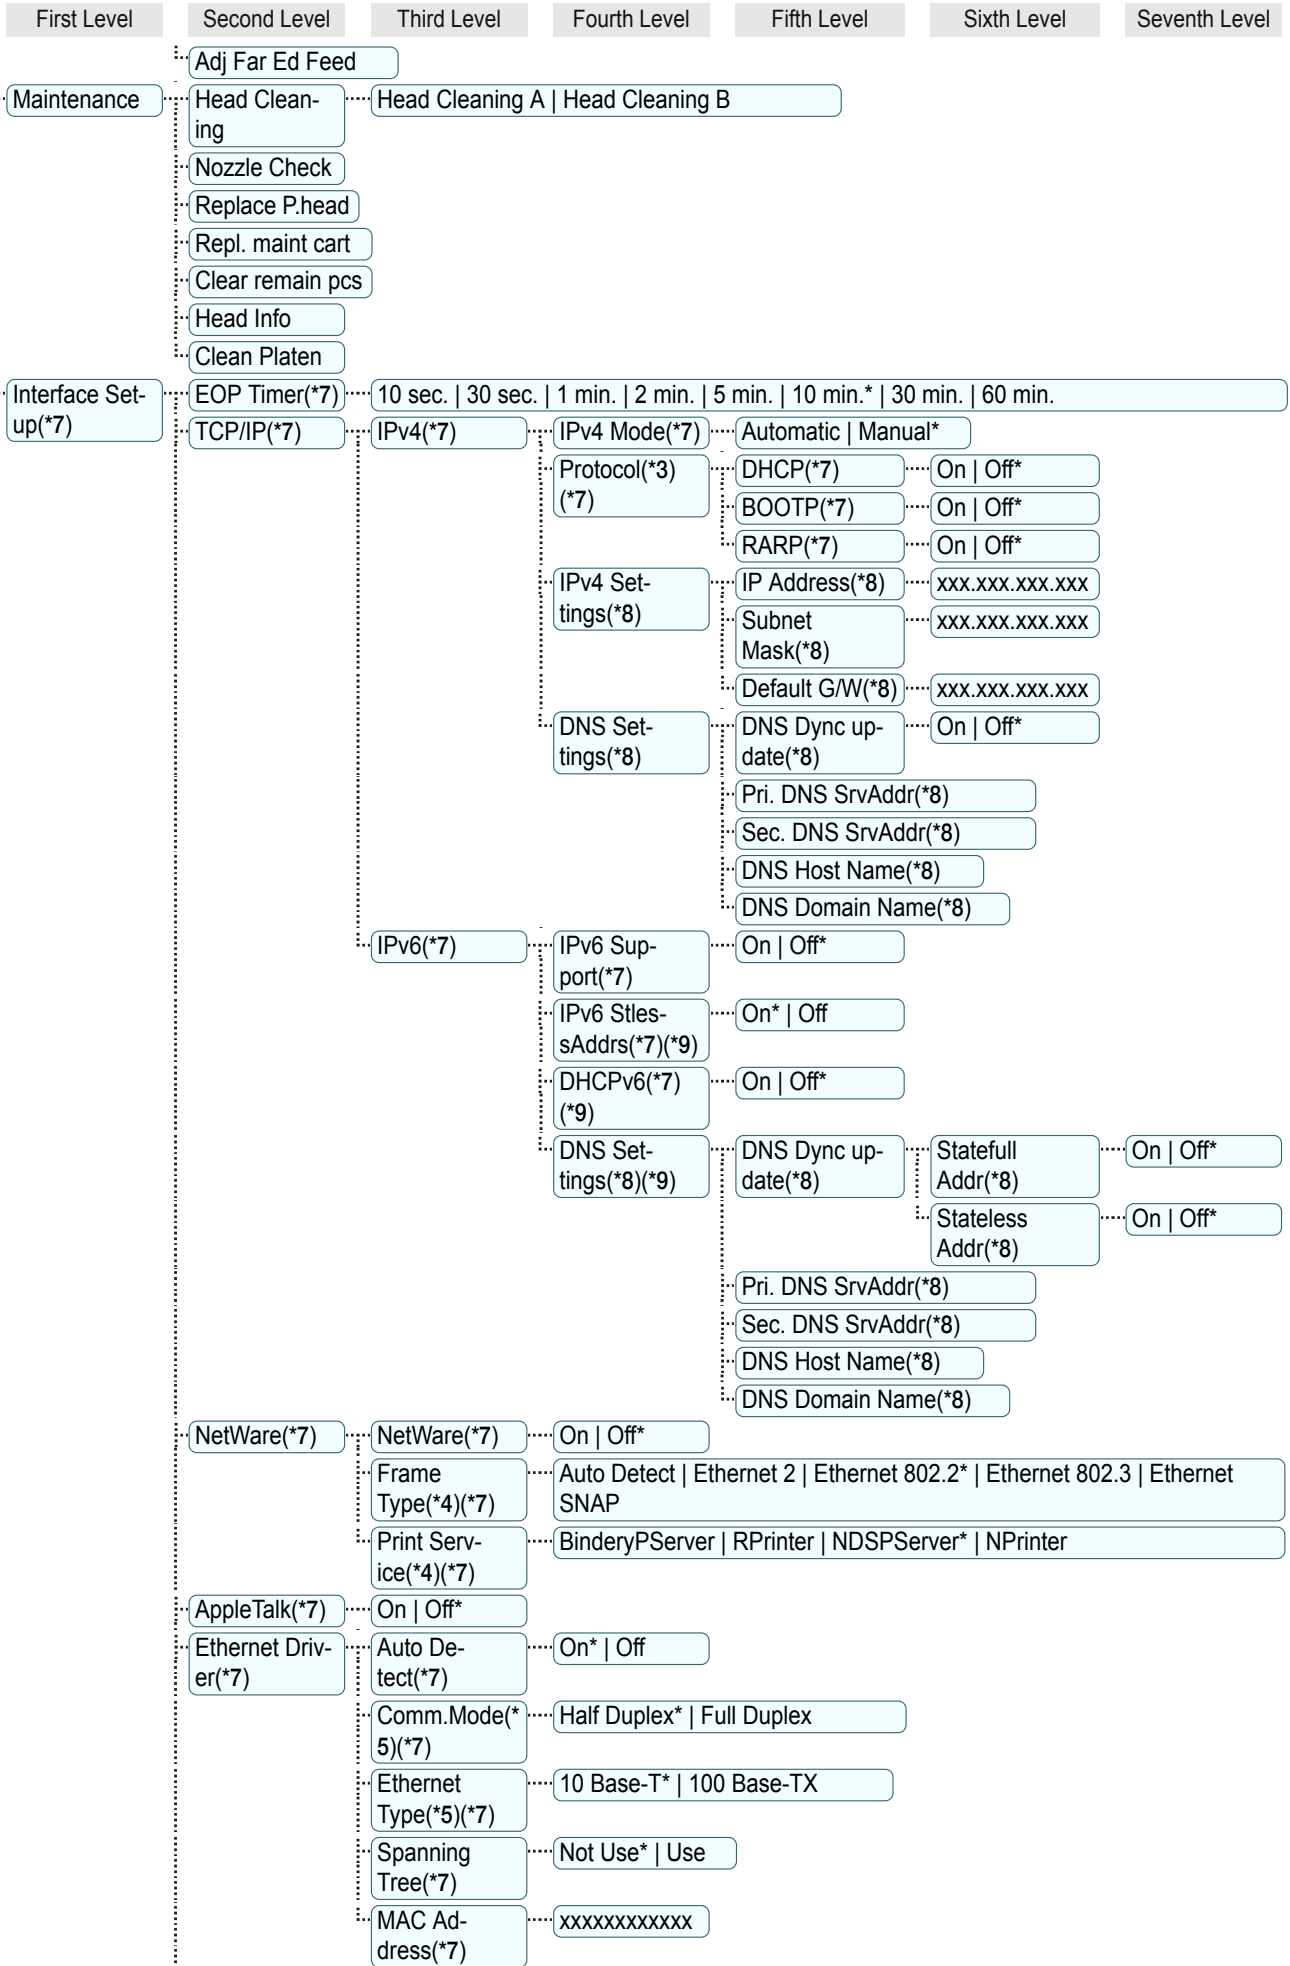 First Level Second Level Third Level Fourth Level Fifth Level Sixth Level Seventh Level
Adj Far Ed Feed
Maintenance Head Clean- Head Cleaning A | Head Cleaning B
ing
Nozzle Check
Replace P.head
Repl. maint cart
Clear remain pcs
Head Info
Clean Platen
Interface Set- EOP Timer(*7) 10 sec. | 30 sec. | 1 min. | 2 min. | 5 min. | 10 min.* | 30 min. | 60 min.
up(*7)
TCP/IP(*7) IPv4(*7) IPv4 Mode(*7) Automatic | Manual*
Protocol(*3) DHCP(*7) On | Off*
(*7)
BOOTP(*7) On | Off*
RARP(*7) On | Off*
IPv4 Set- IP Address(*8) xxx.xxx.xxx.xxx
tings(*8)
Subnet xxx.xxx.xxx.xxx
Mask(*8)
Default G/W(*8) xxx.xxx.xxx.xxx
DNS Set- DNS Dync up- On | Off*
tings(*8) date(*8)
Pri. DNS SrvAddr(*8)
Sec. DNS SrvAddr(*8)
DNS Host Name(*8)
DNS Domain Name(*8)
IPv6(*7) IPv6 Sup- On | Off*
port(*7)
IPv6 Stles- On* | Off
sAddrs(*7)(*9)
DHCPv6(*7) On | Off*
(*9)
DNS Set- DNS Dync up- Statefull On | Off*
tings(*8)(*9) date(*8) Addr(*8)
Stateless On | Off*
Addr(*8)
Pri. DNS SrvAddr(*8)
Sec. DNS SrvAddr(*8)
DNS Host Name(*8)
DNS Domain Name(*8)
NetWare(*7) NetWare(*7) On | Off*
Frame Auto Detect | Ethernet 2 | Ethernet 802.2* | Ethernet 802.3 | Ethernet
Type(*4)(*7) SNAP
Print Serv- BinderyPServer | RPrinter | NDSPServer* | NPrinter
ice(*4)(*7)
AppleTalk(*7) On | Off*
Ethernet Driv- Auto De- On* | Off
er(*7) tect(*7)
Comm.Mode(* Half Duplex* | Full Duplex
5)(*7)
Ethernet 10 Base-T* | 100 Base-TX
Type(*5)(*7)
Spanning Not Use* | Use
Tree(*7)
MAC Ad- xxxxxxxxxxxx
dress(*7)